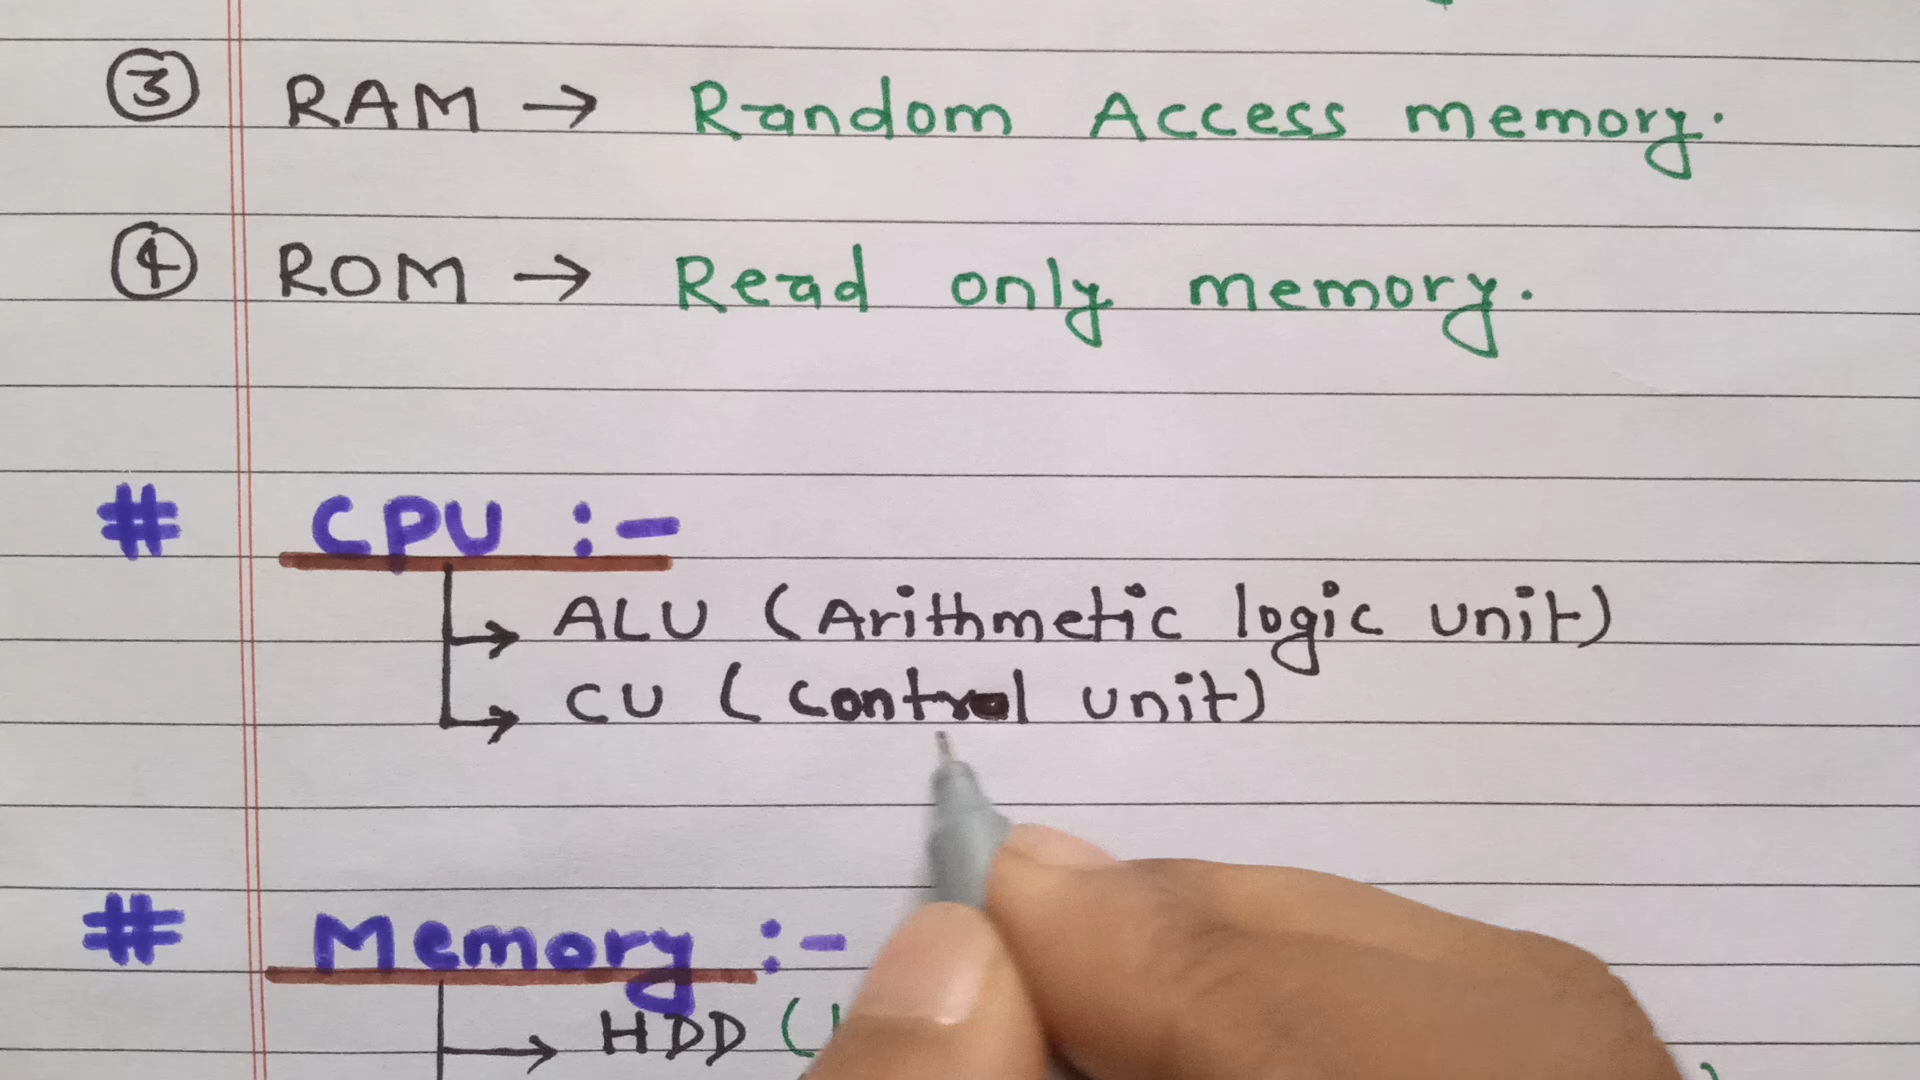 ③ RAM → Random Access memory.
④ ROM → Read only memory.
# CPU :-
→ ALU (Arithmetic logic unit)
→ CU (control unit)
# Memory :-
→ HDD (